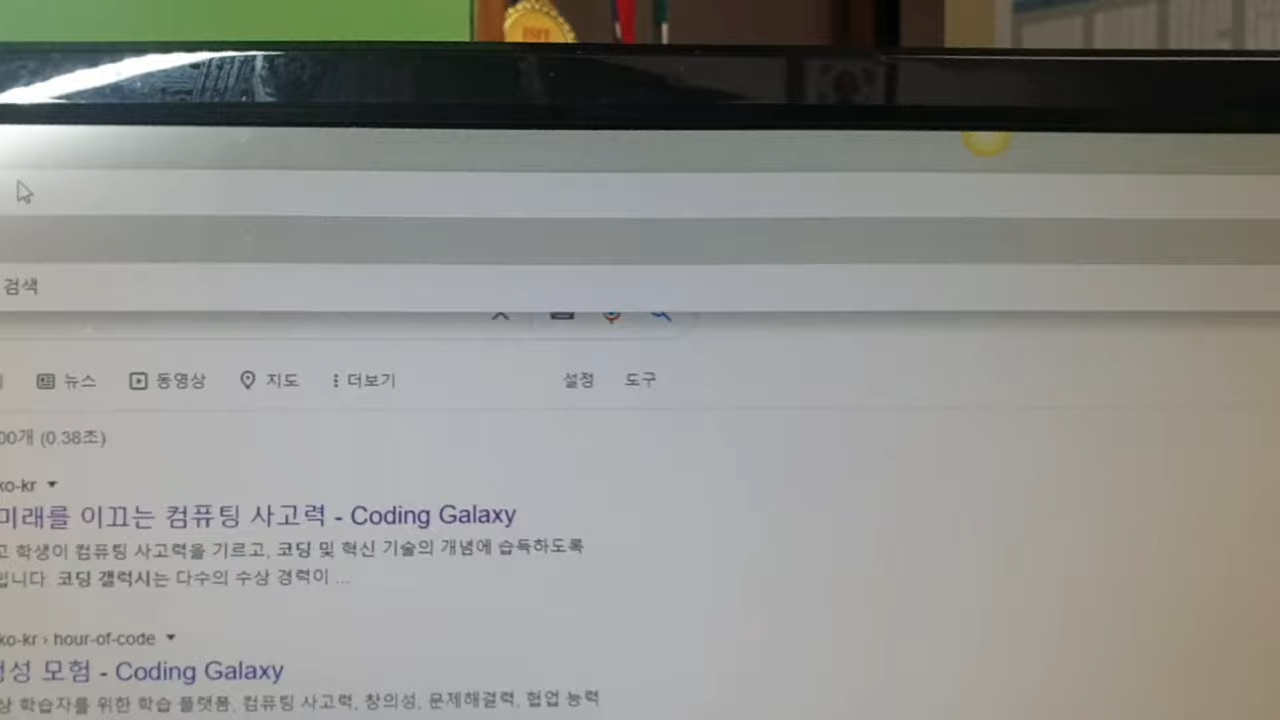 검색
뉴스 동영상 지도 더보기 설정 도구
00개 (0.38초)
ko-kr
미래를 이끄는 컴퓨팅 사고력 - Coding Galaxy
고 학생이 컴퓨팅 사고력을 기르고, 코딩 및 혁신 기술의 개념에 습득하도록
입니다. 코딩 갤럭시는 다수의 수상 경력이 ...
ko-kr › hour-of-code
모험 - Coding Galaxy
상 학습자를 위한 학습 플랫폼, 컴퓨팅 사고력, 창의성, 문제해결력, 협업 능력